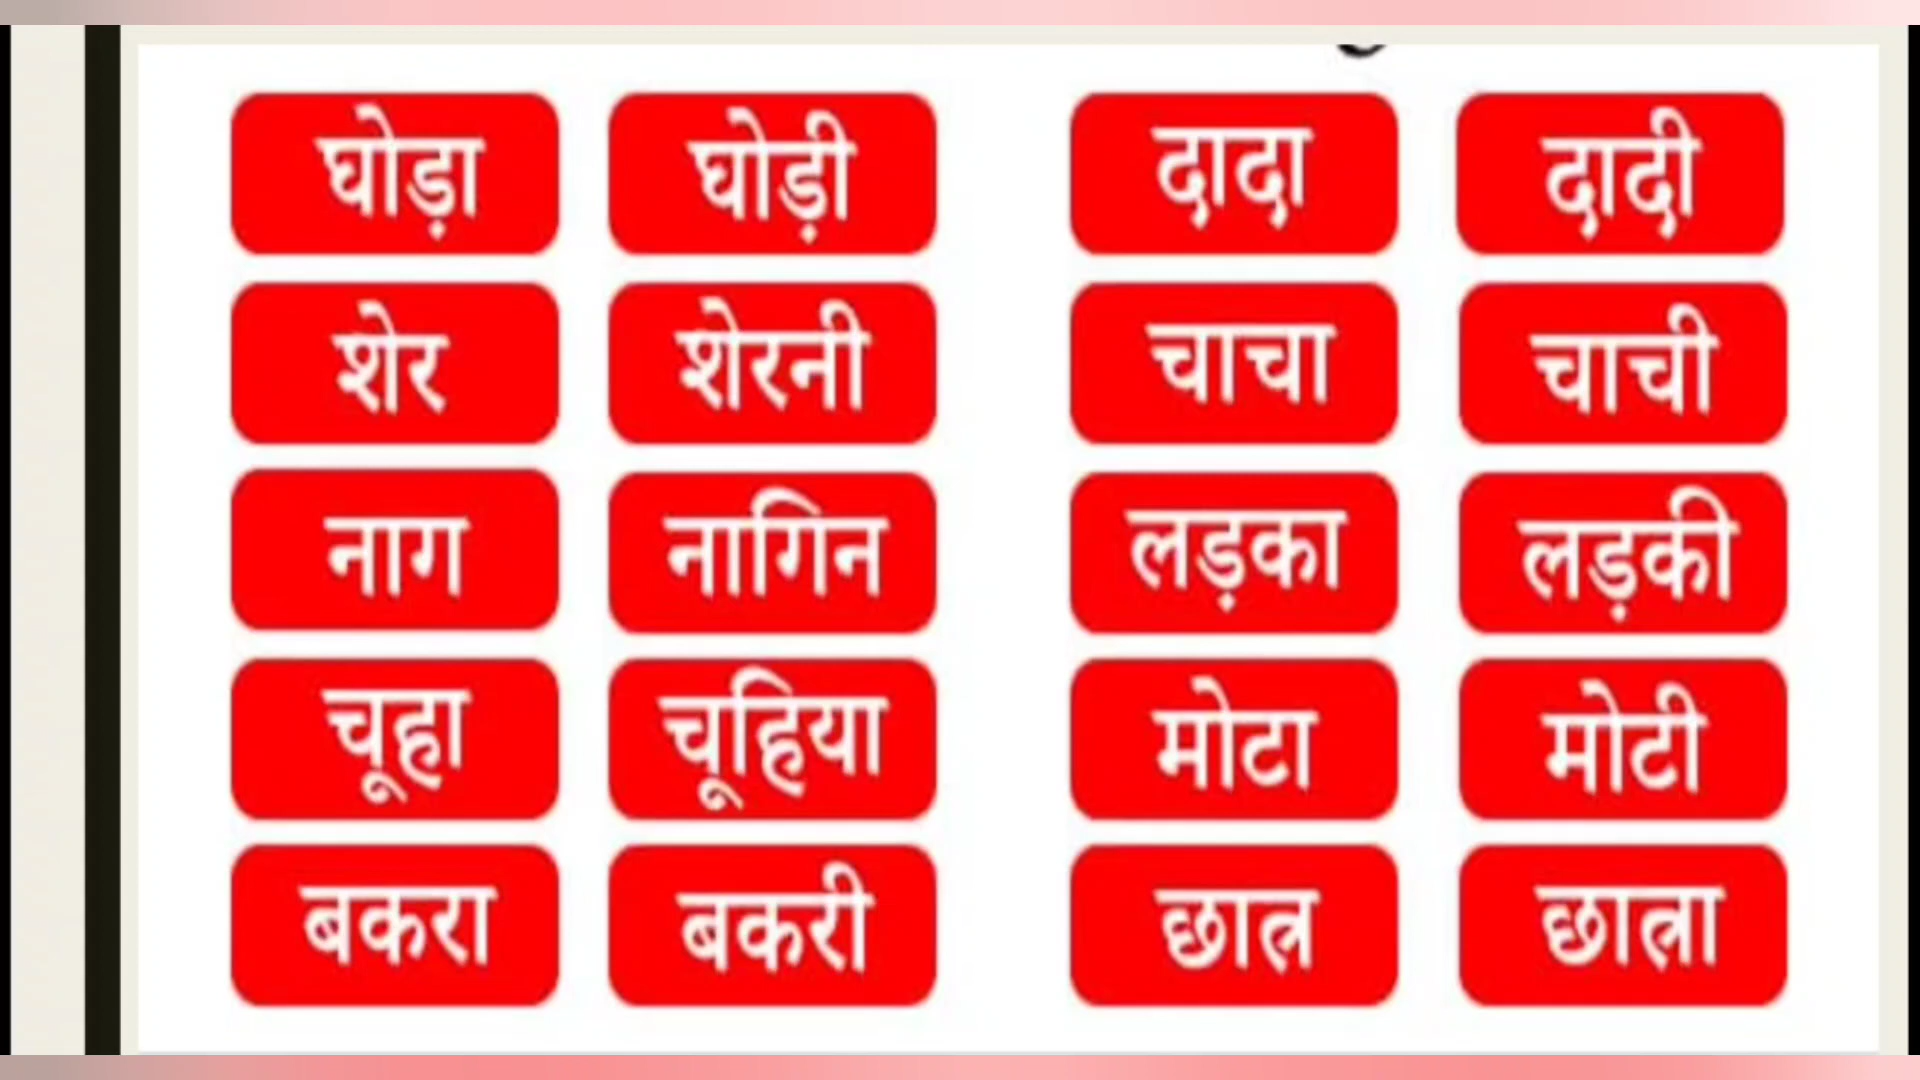 घोड़ा घोड़ी दादा दादी
शेर शेरनी चाचा चाची
नाग नागिन लड़का लड़की
चूहा चूहिया मोटा मोटी
बकरा बकरी छात्र छात्रा